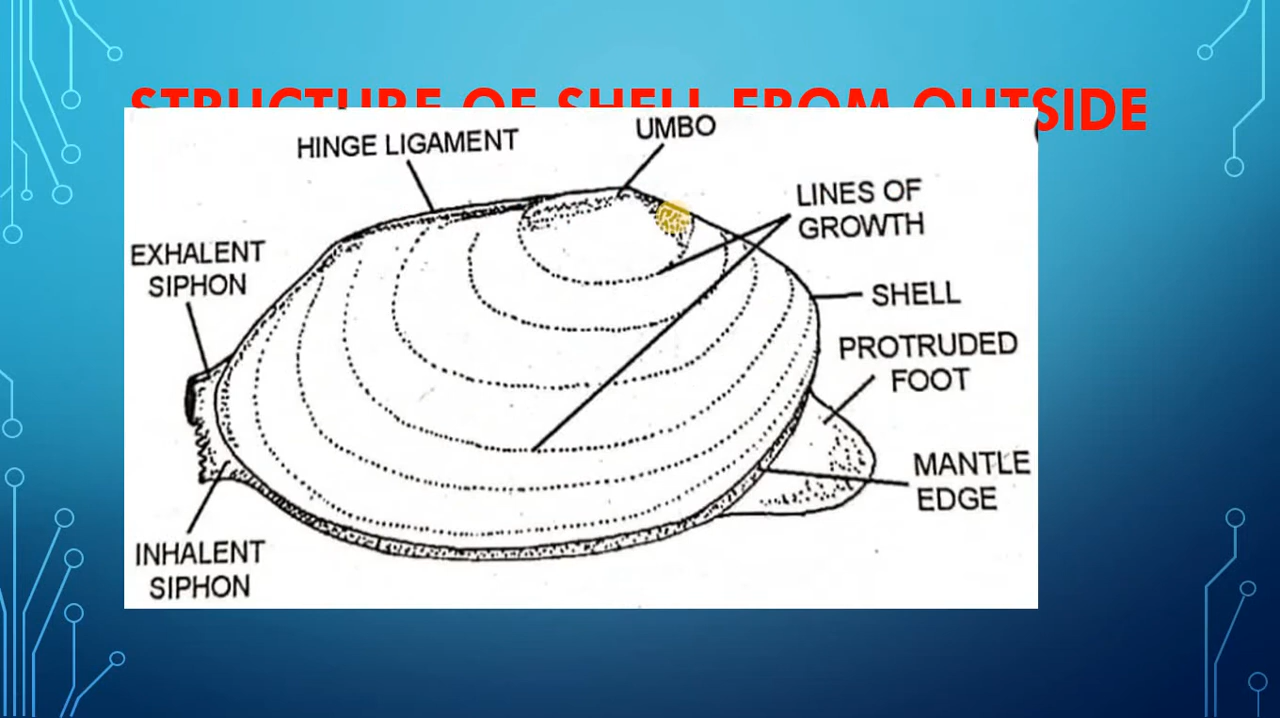 STRUCTURE OF SHELL FROM OUTSIDE
HINGE LIGAMENT
UMBO
LINES OF
GROWTH
EXHALENT
SIPHON
SHELL
PROTRUDED
FOOT
MANTLE
EDGE
INHALENT
SIPHON